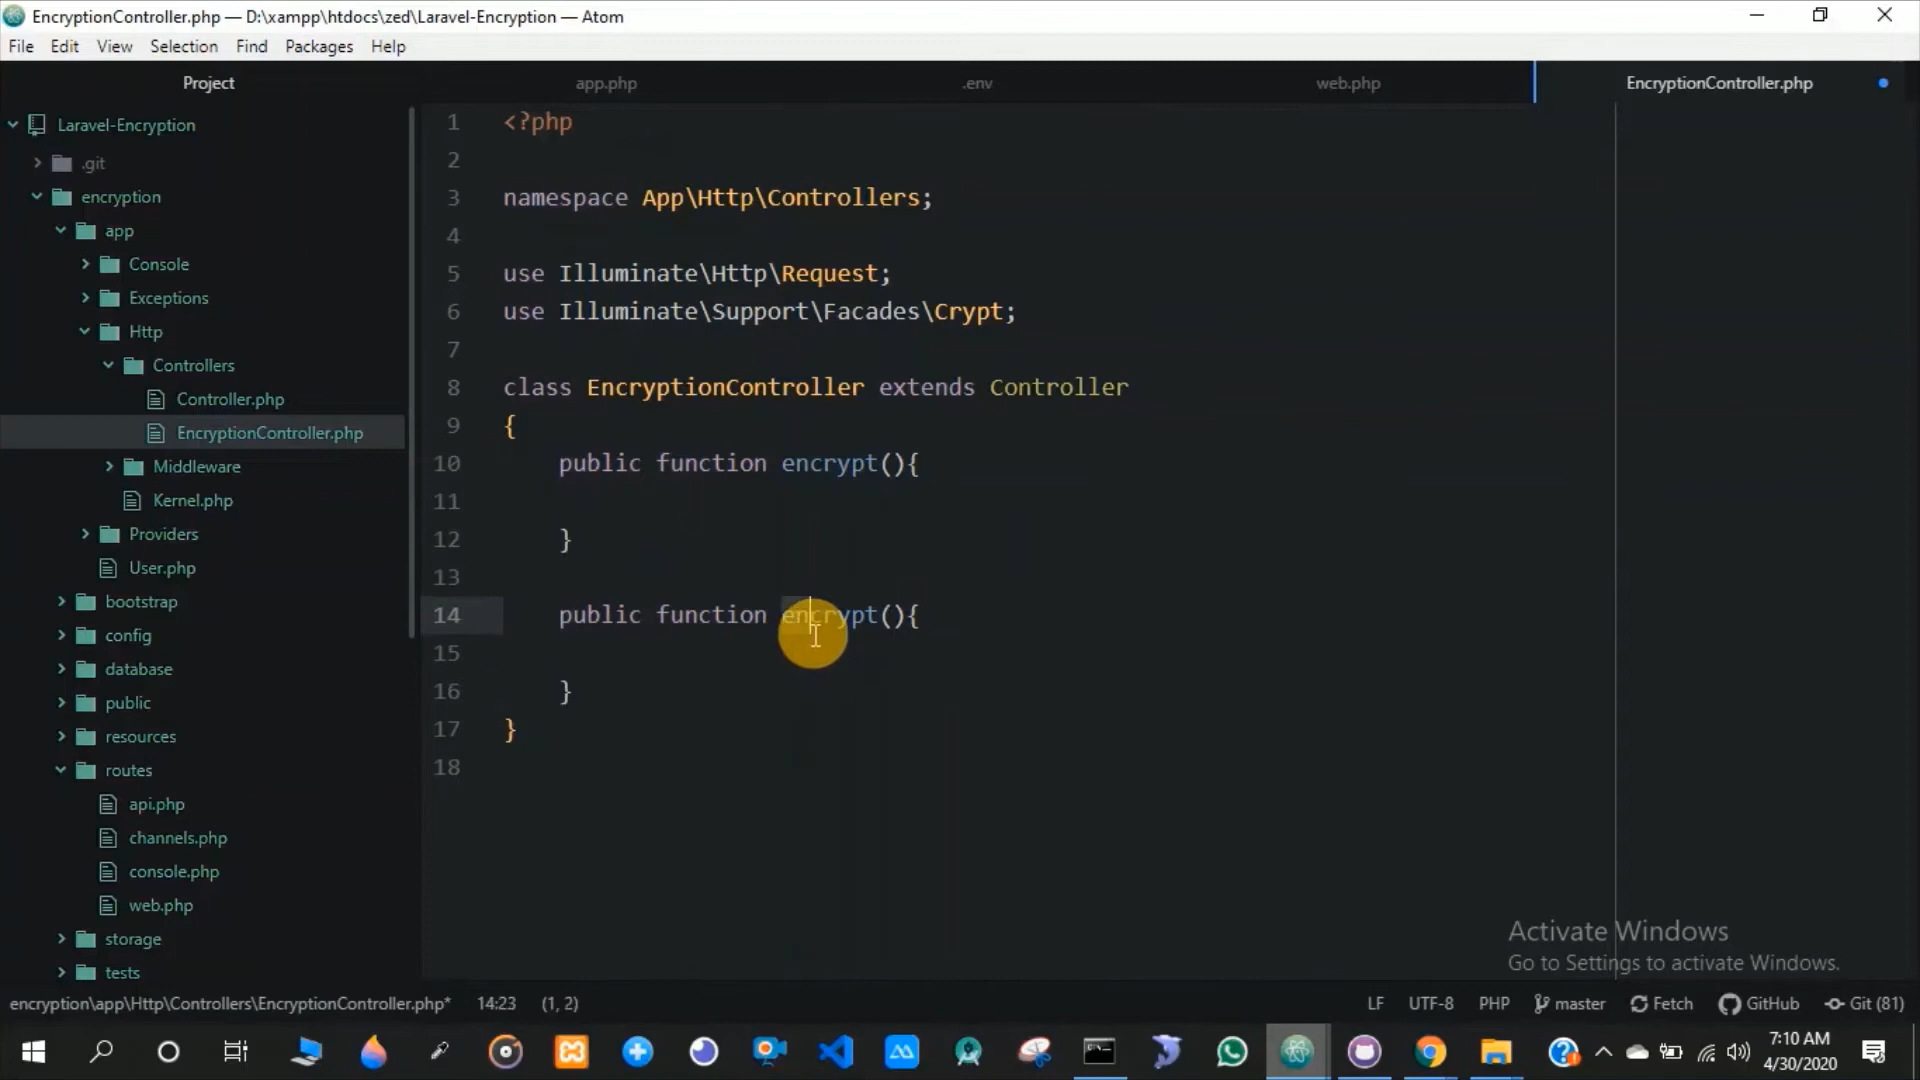 EncryptionController.php — D:\xampp\htdocs\zed\Laravel-Encryption — Atom
File Edit View Selection Find Packages Help
Project
app.php
.env
web.php
EncryptionController.php
Laravel-Encryption
.git
encryption
app
Console
Exceptions
Http
Controllers
Controller.php
EncryptionController.php
Middleware
Kernel.php
Providers
User.php
bootstrap
config
database
public
resources
routes
api.php
channels.php
console.php
web.php
storage
tests
1 <?php
2
3 namespace App\Http\Controllers;
4
5 use Illuminate\Http\Request;
6 use Illuminate\Support\Facades\Crypt;
7
8 class EncryptionController extends Controller
9 {
10 public function encrypt(){
11
12 }
13
14 public function encrypt(){
15
16 }
17 }
18
Activate Windows
Go to Settings to activate Windows.
encryption\app\Http\Controllers\EncryptionController.php* 14:23 (1, 2) LF UTF-8 PHP master Fetch GitHub Git (81)
7:10 AM
4/30/2020